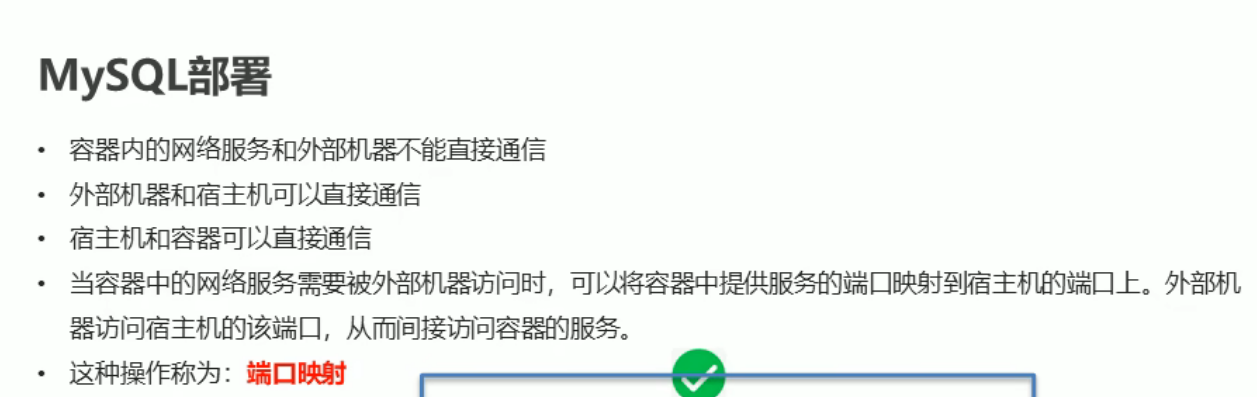 MySQL部署
• 容器内的网络服务和外部机器不能直接通信
• 外部机器和宿主机可以直接通信
• 宿主机和容器可以直接通信
• 当容器中的网络服务需要被外部机器访问时，可以将容器中提供服务的端口映射到宿主机的端口上。外部机
器访问宿主机的该端口，从而间接访问容器的服务。
• 这种操作称为：端口映射